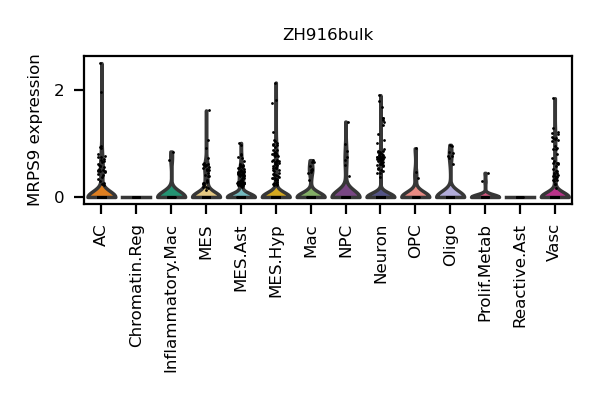 ZH916bulk
MRPS9 expression
2
0
AC
Chromatin.Reg
Inflammatory.Mac
MES
MES.Ast
MES.Hyp
Mac
NPC
Neuron
OPC
Oligo
Prolif.Metab
Reactive.Ast
Vasc